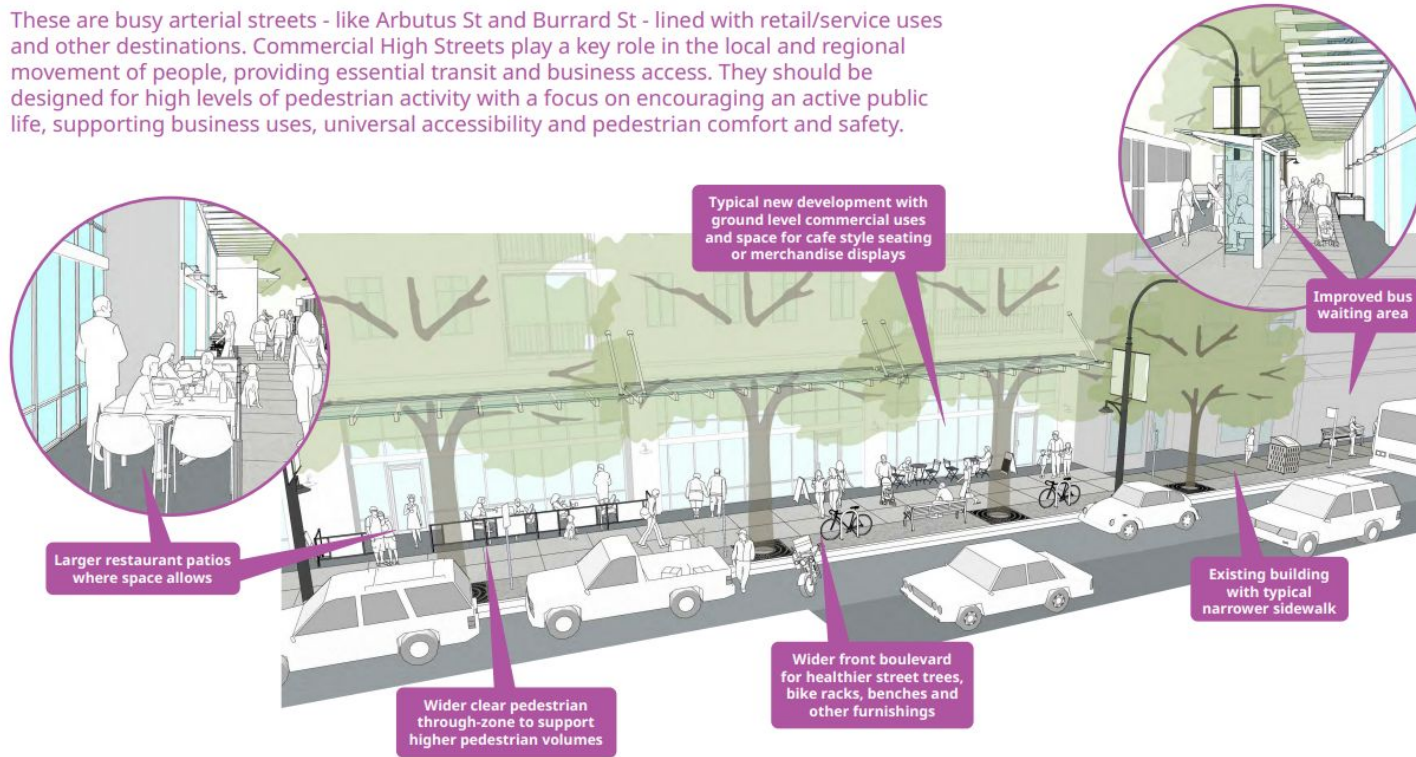 These are busy arterial streets - like Arbutus St and Burrard St - lined with retail/service uses
and other destinations. Commercial High Streets play a key role in the local and regional
movement of people, providing essential transit and business access. They should be
designed for high levels of pedestrian activity with a focus on encouraging an active public
life, supporting business uses, universal accessibility and pedestrian comfort and safety.
Typical new development with
ground level commercial uses
and space for cafe style seating
or merchandise displays
Improved bus
waiting area
Larger restaurant patios
where space allows
Existing building
with typical
narrower sidewalk
Wider front boulevard
for healthier street trees,
bike racks, benches and
other furnishings
Wider clear pedestrian
through-zone to support
higher pedestrian volumes